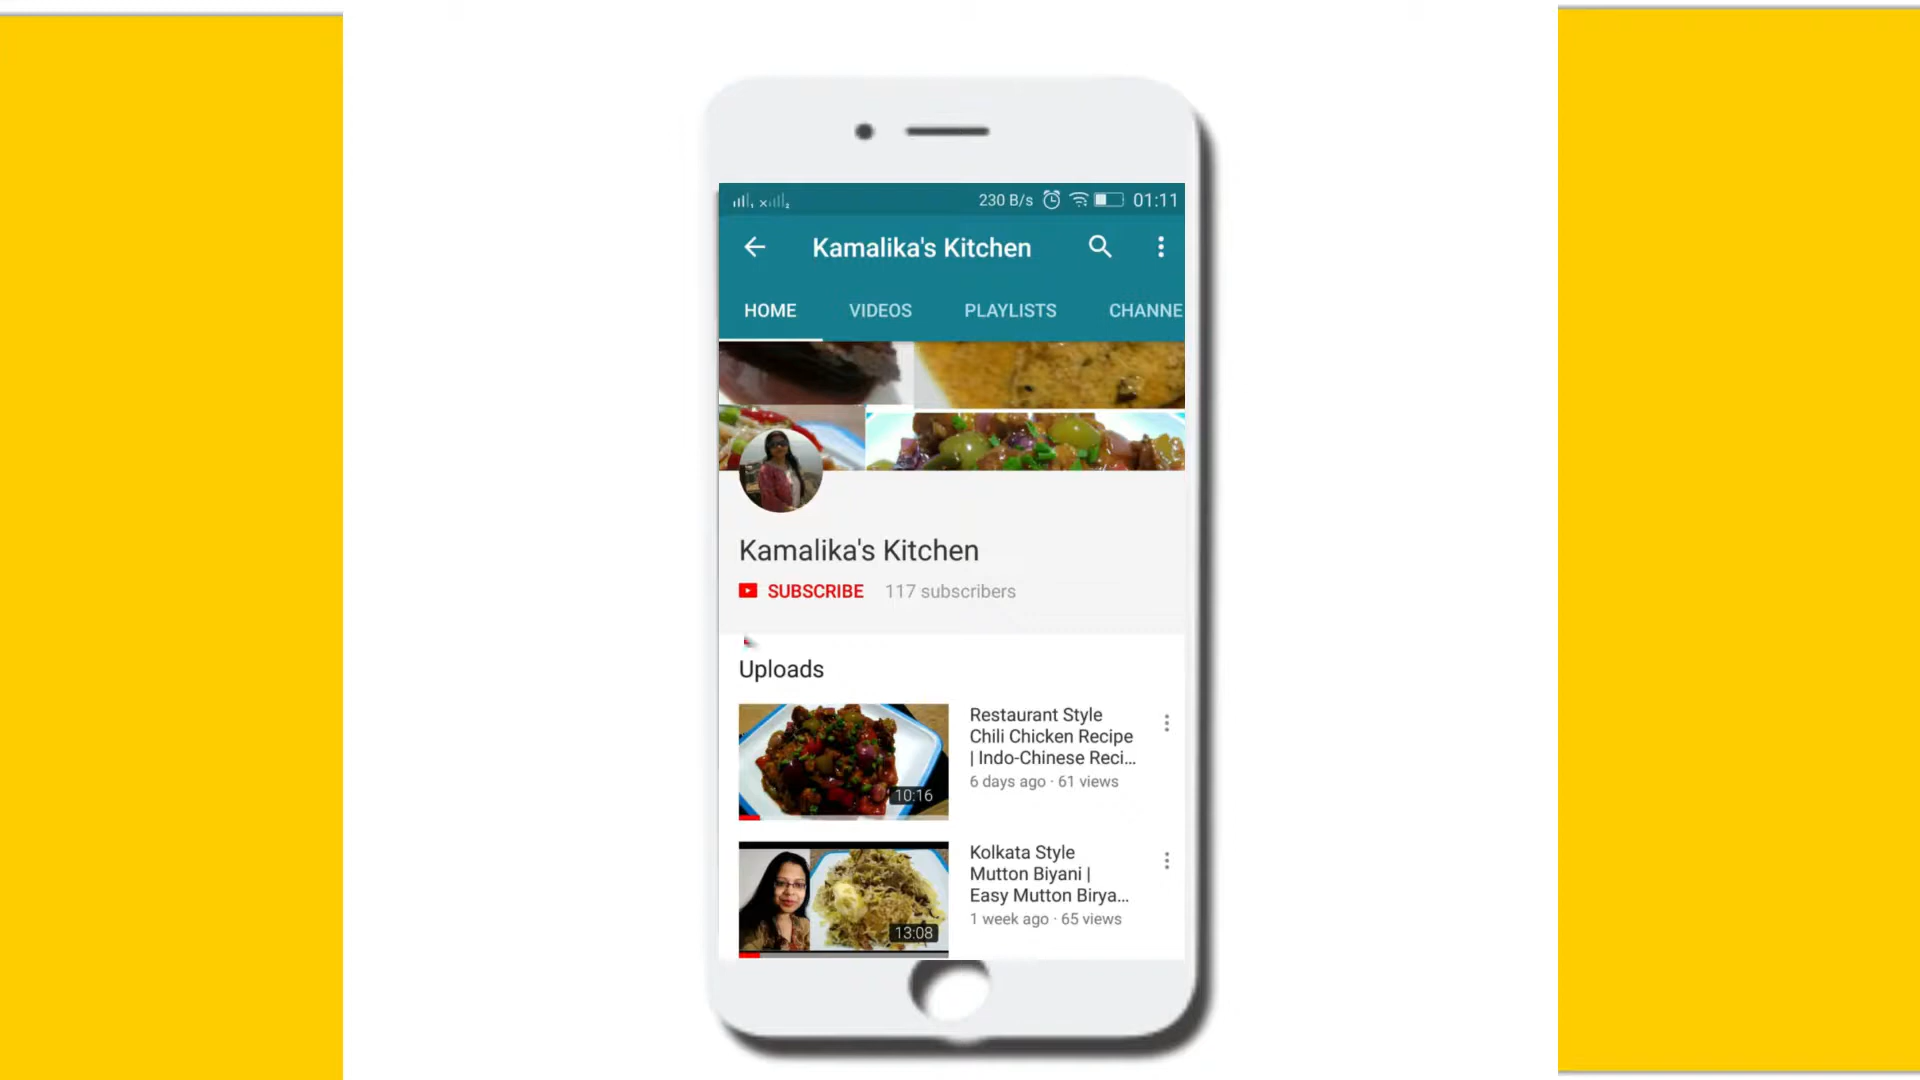 230 B/s 01:11
Kamalika's Kitchen
HOME VIDEOS PLAYLISTS CHANNE
Kamalika's Kitchen
SUBSCRIBE 117 subscribers
Uploads
Restaurant Style
Chili Chicken Recipe
| Indo-Chinese Reci...
6 days ago · 61 views
10:16
Kolkata Style
Mutton Biyani |
Easy Mutton Birya...
1 week ago · 65 views
13:08